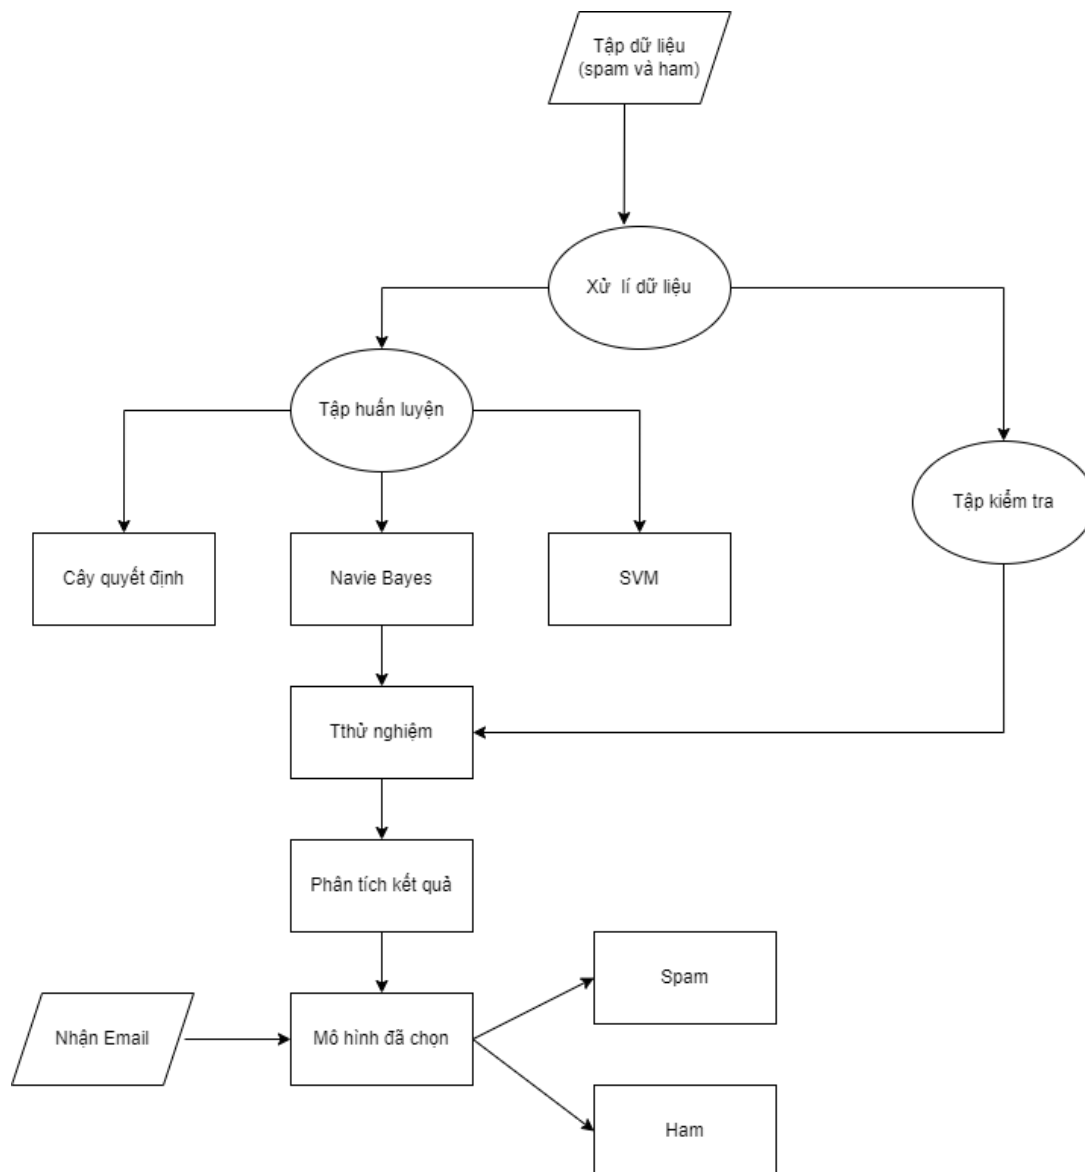 Tập dữ liệu
(spam và ham)
Xử lí dữ liệu
Tập huấn luyện
Tập kiểm tra
Cây quyết định
Navie Bayes
SVM
Tthử nghiệm
Phân tích kết quả
Spam
Nhận Email
Mô hình đã chọn
Ham